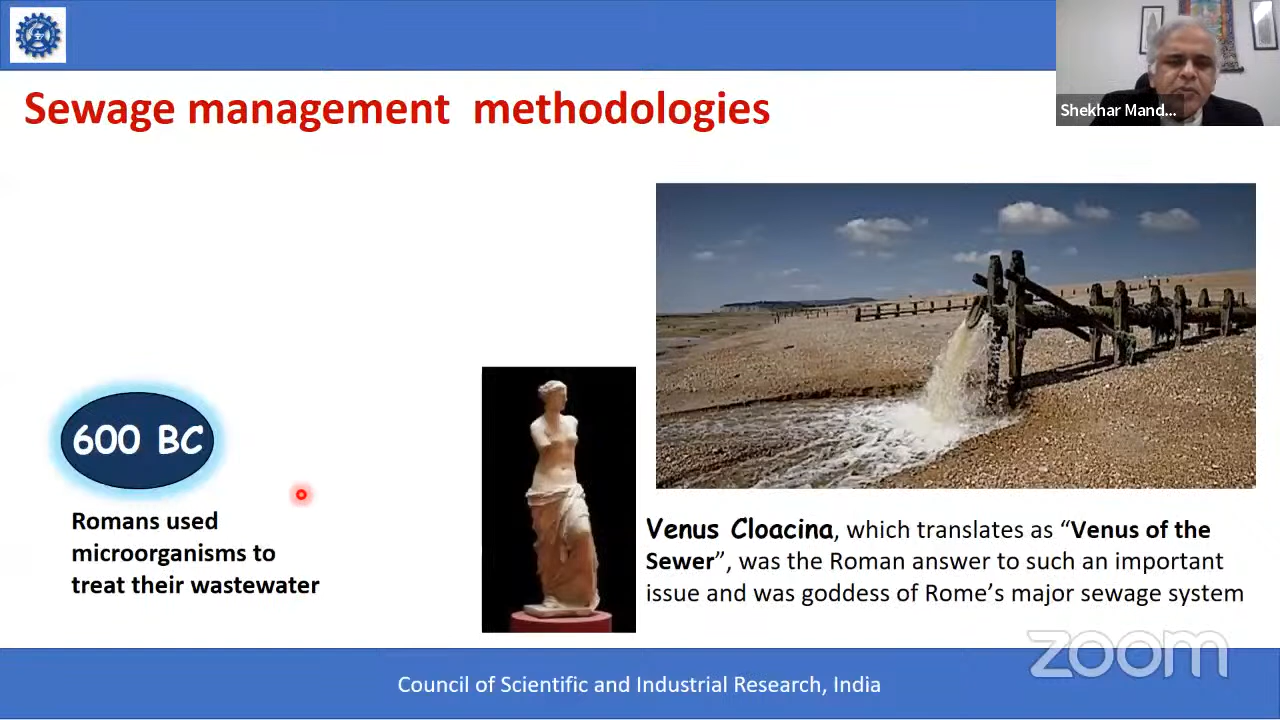 Sewage management methodologies
Shekhar Mand...
600 BC
Romans used
microorganisms to
treat their wastewater
Venus Cloacina, which translates as “Venus of the
Sewer”, was the Roman answer to such an important
issue and was goddess of Rome’s major sewage system
zoom
Council of Scientific and Industrial Research, India